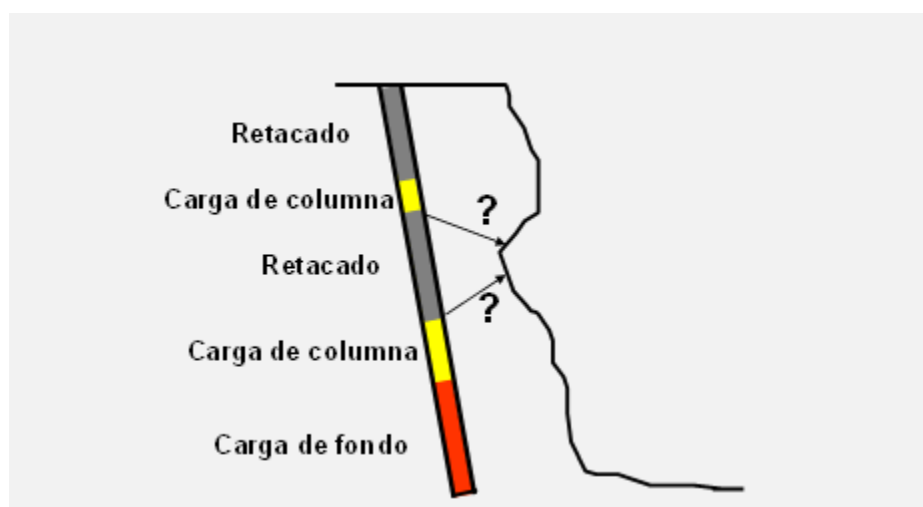 Retacado
Carga de columna
?
Retacado
?
Carga de columna
Carga de fondo